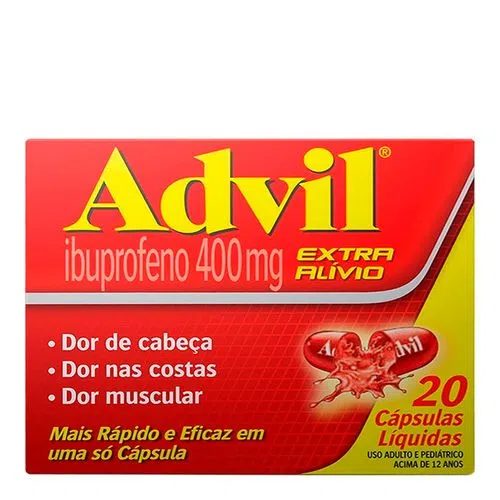 Advil®
ibuprofeno 400mg
EXTRA
ALÍVIO
• Dor de cabeça
• Dor nas costas
• Dor muscular
Mais Rápido e Eficaz em
uma só Cápsula
Advil
20
Cápsulas
Líquidas
USO ADULTO E PEDIÁTRICO
ACIMA DE 12 ANOS